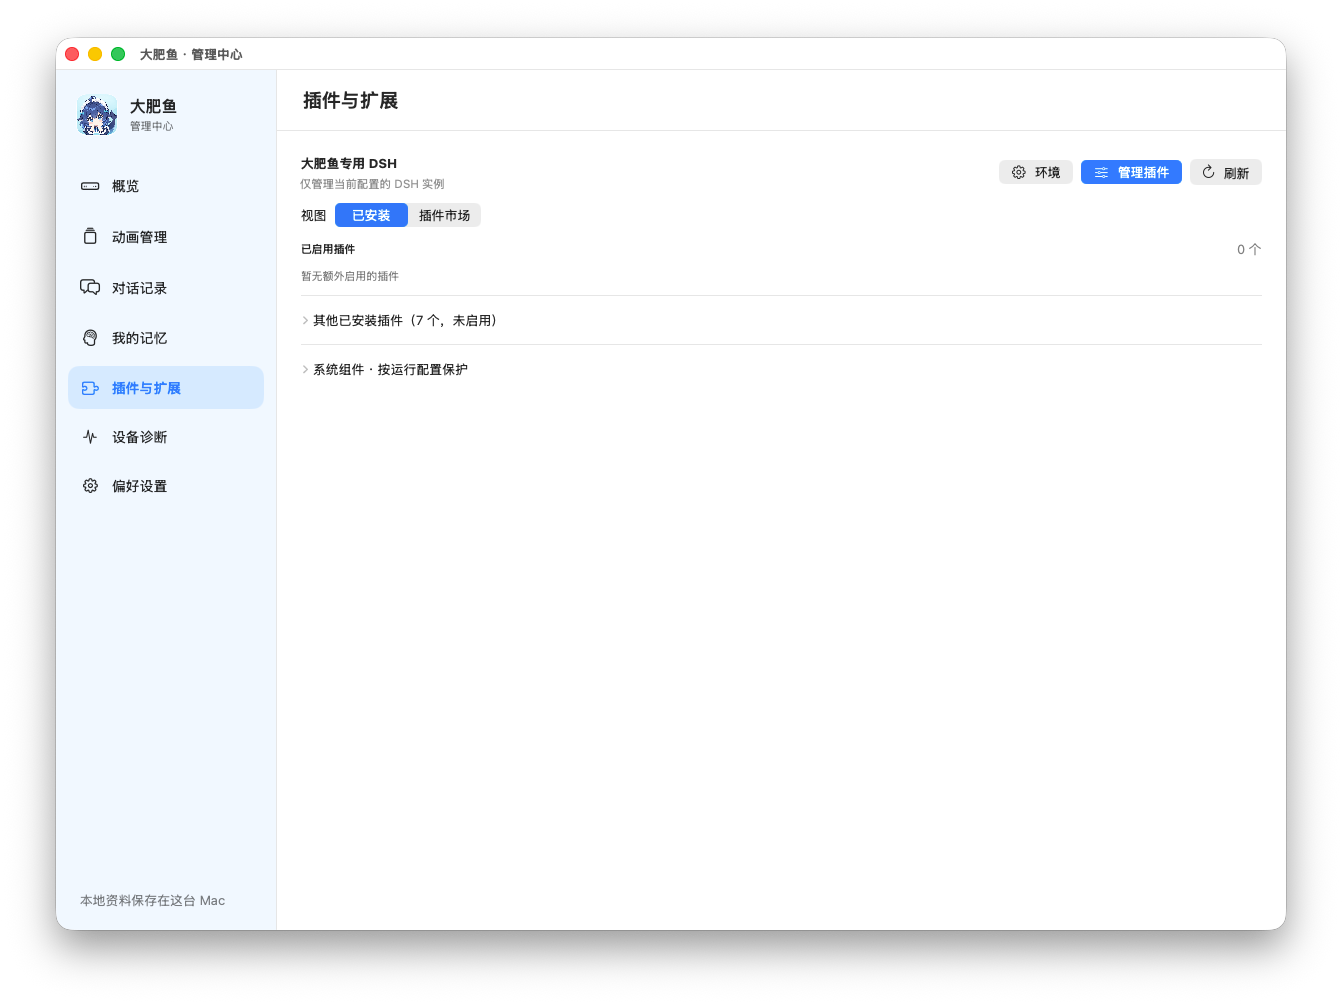 大肥鱼 · 管理中心
大肥鱼
管理中心
概览
动画管理
对话记录
我的记忆
插件与扩展
设备诊断
偏好设置
本地资料保存在这台 Mac
插件与扩展
大肥鱼专用 DSH
仅管理当前配置的 DSH 实例
环境
管理插件
刷新
视图 已安装 插件市场
已启用插件 0 个
暂无额外启用的插件
其他已安装插件（7 个，未启用）
系统组件 · 按运行配置保护